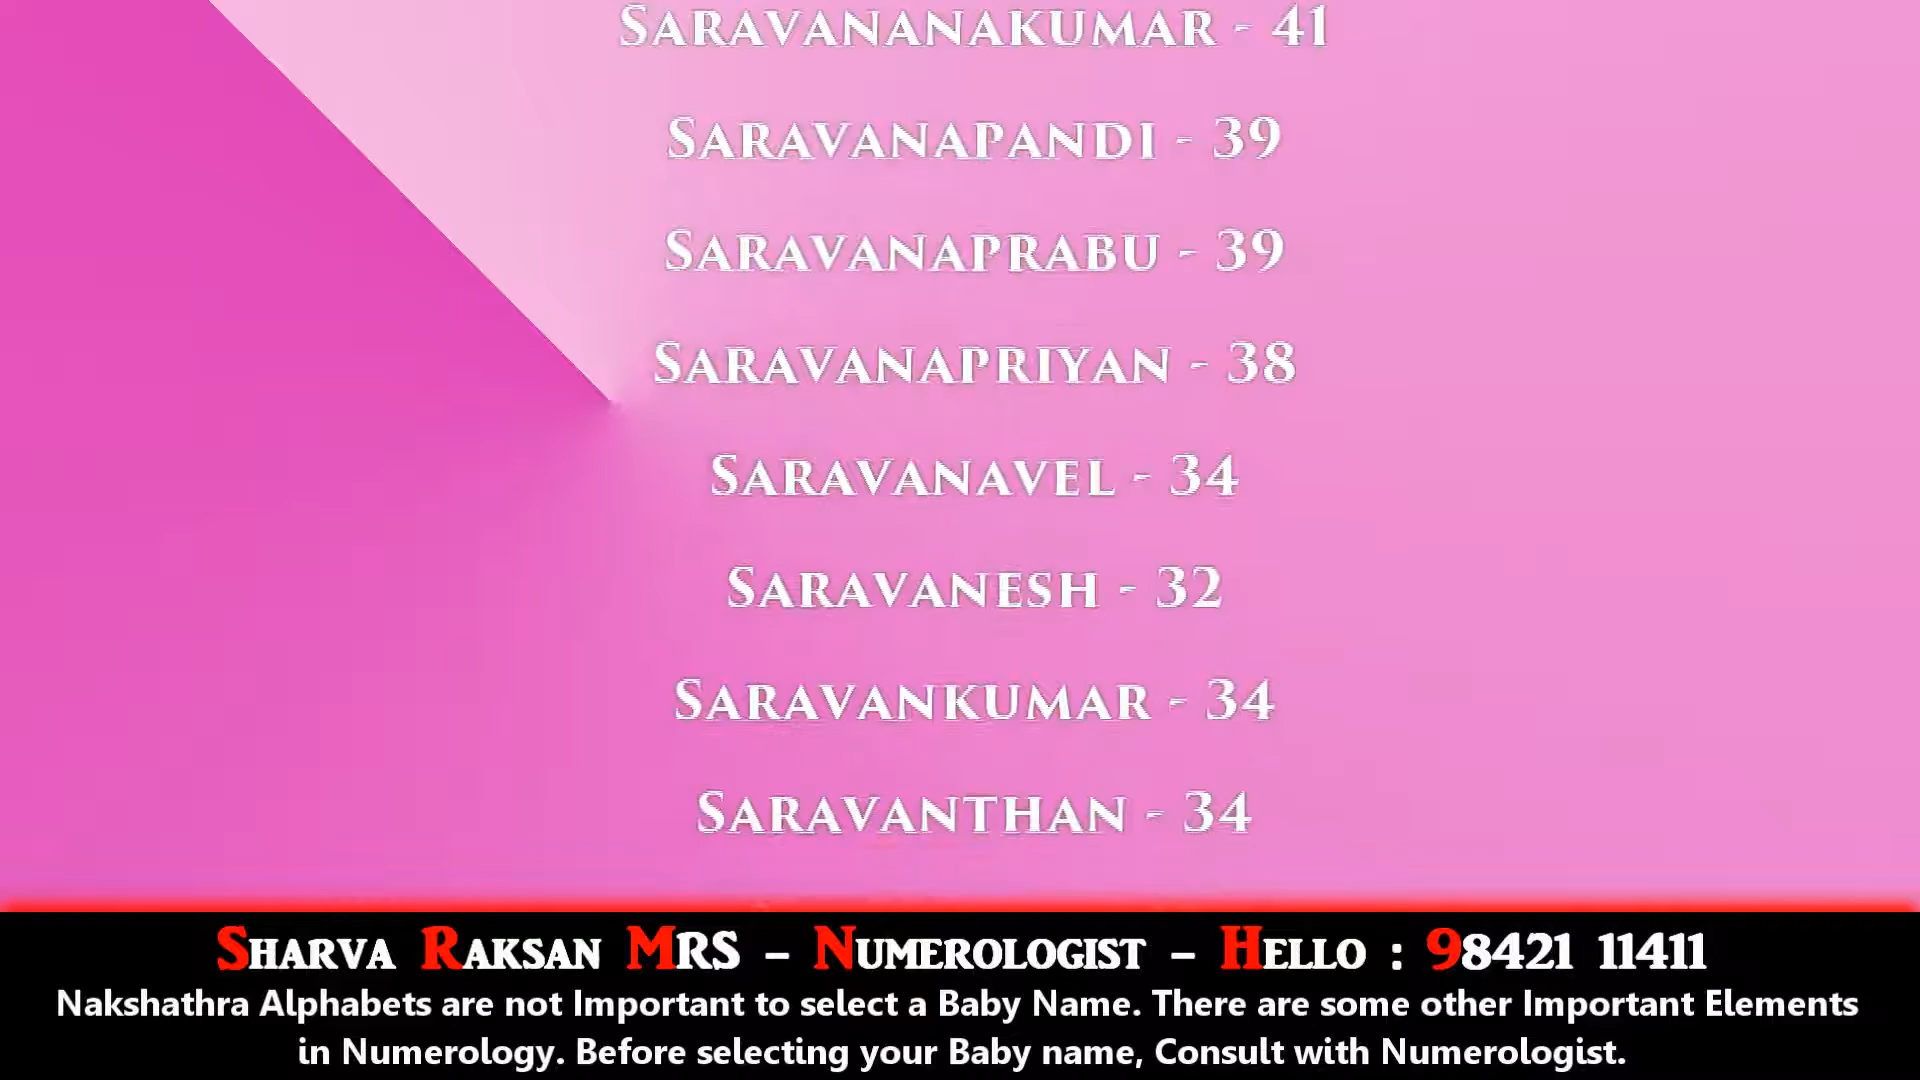 Saravananakumar - 41
Saravanapandi - 39
Saravanaprabu - 39
Saravanapriyan - 38
Saravanavel - 34
Saravanesh - 32
Saravankumar - 34
Saravanthan - 34
Sharva Raksan MRS – Numerologist – Hello : 98421 11411
Nakshathra Alphabets are not Important to select a Baby Name. There are some other Important Elements
in Numerology. Before selecting your Baby name, Consult with Numerologist.